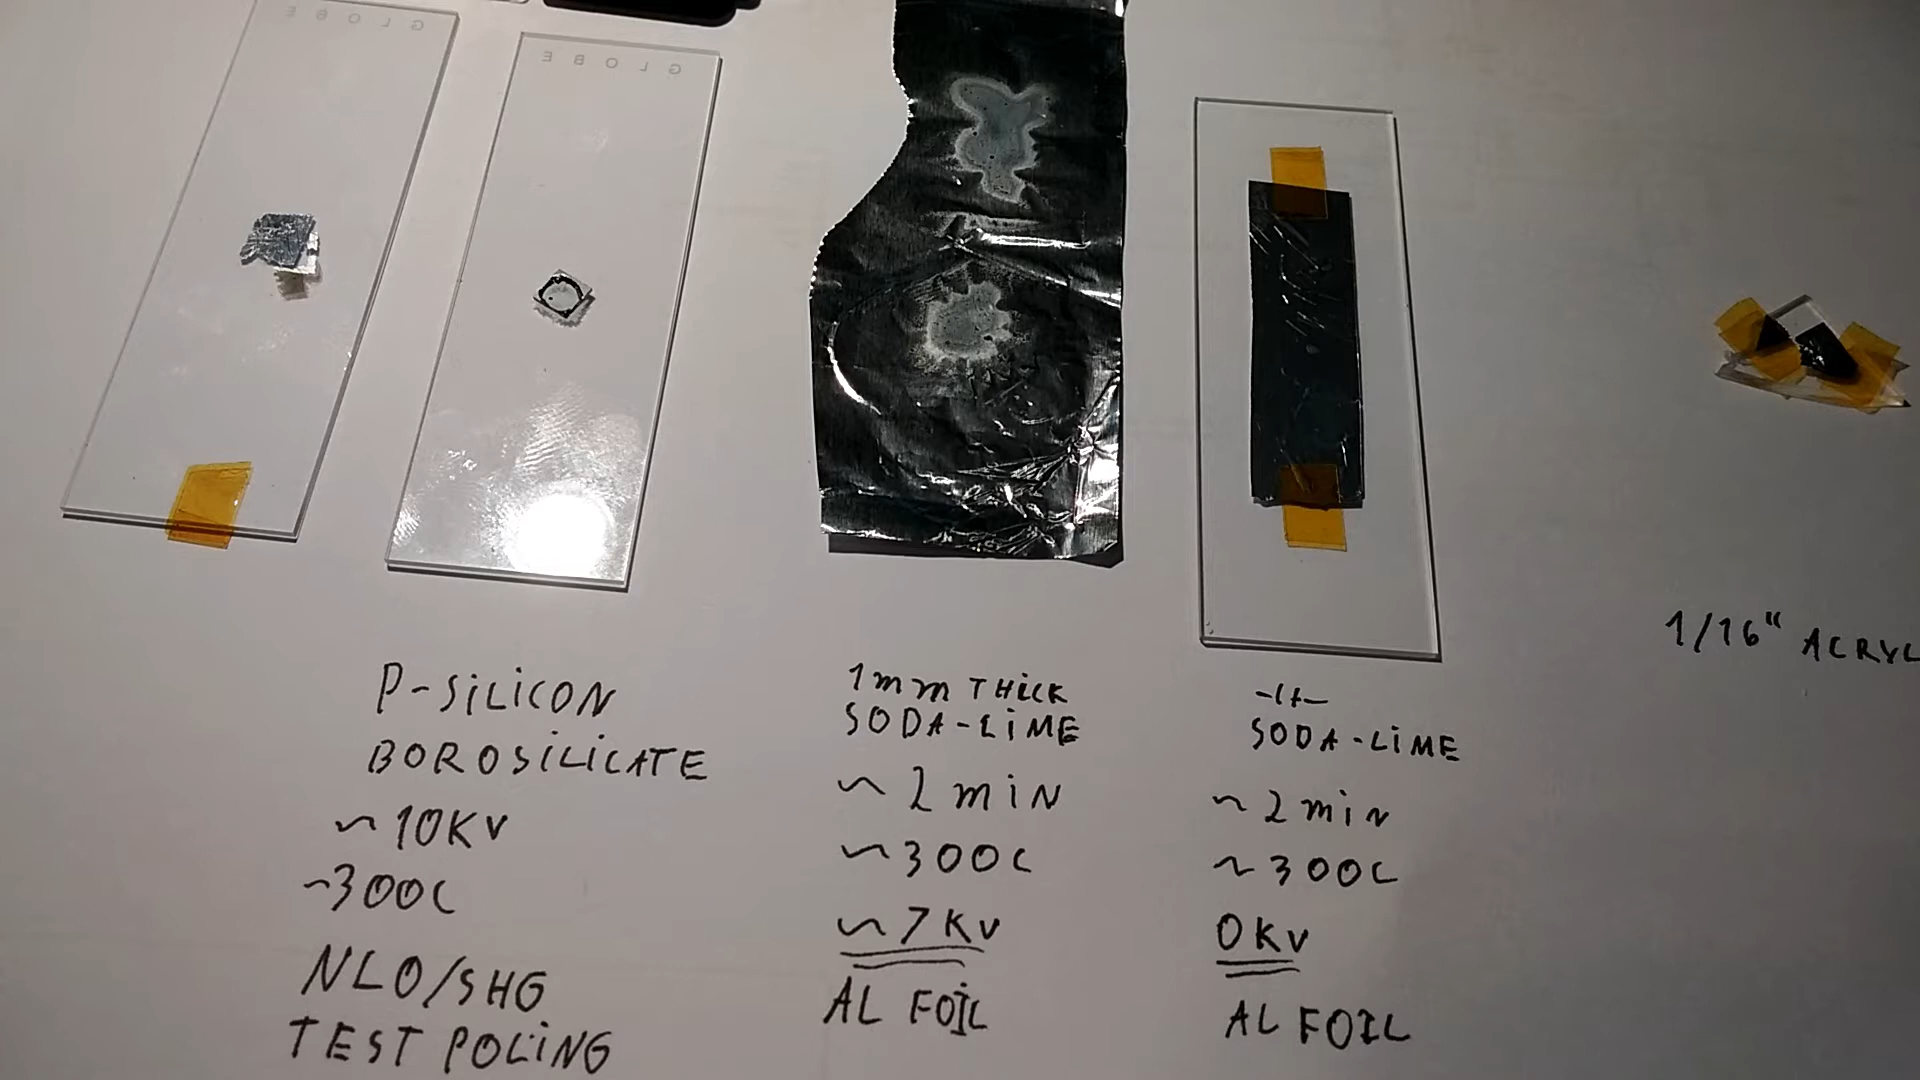 GLOBE
GLOBE
P-SiLiCON
BOROSiLiCATE
~10KV
~300C
NLO/SHG
TEST POLiNG
1mm THiCK
SODA-LiME
~2miN
~300C
~7KV
AL FOIL
-11-
SODA-LiME
~2miN
~300C
0KV
AL FOIL
1/16" ACRYL